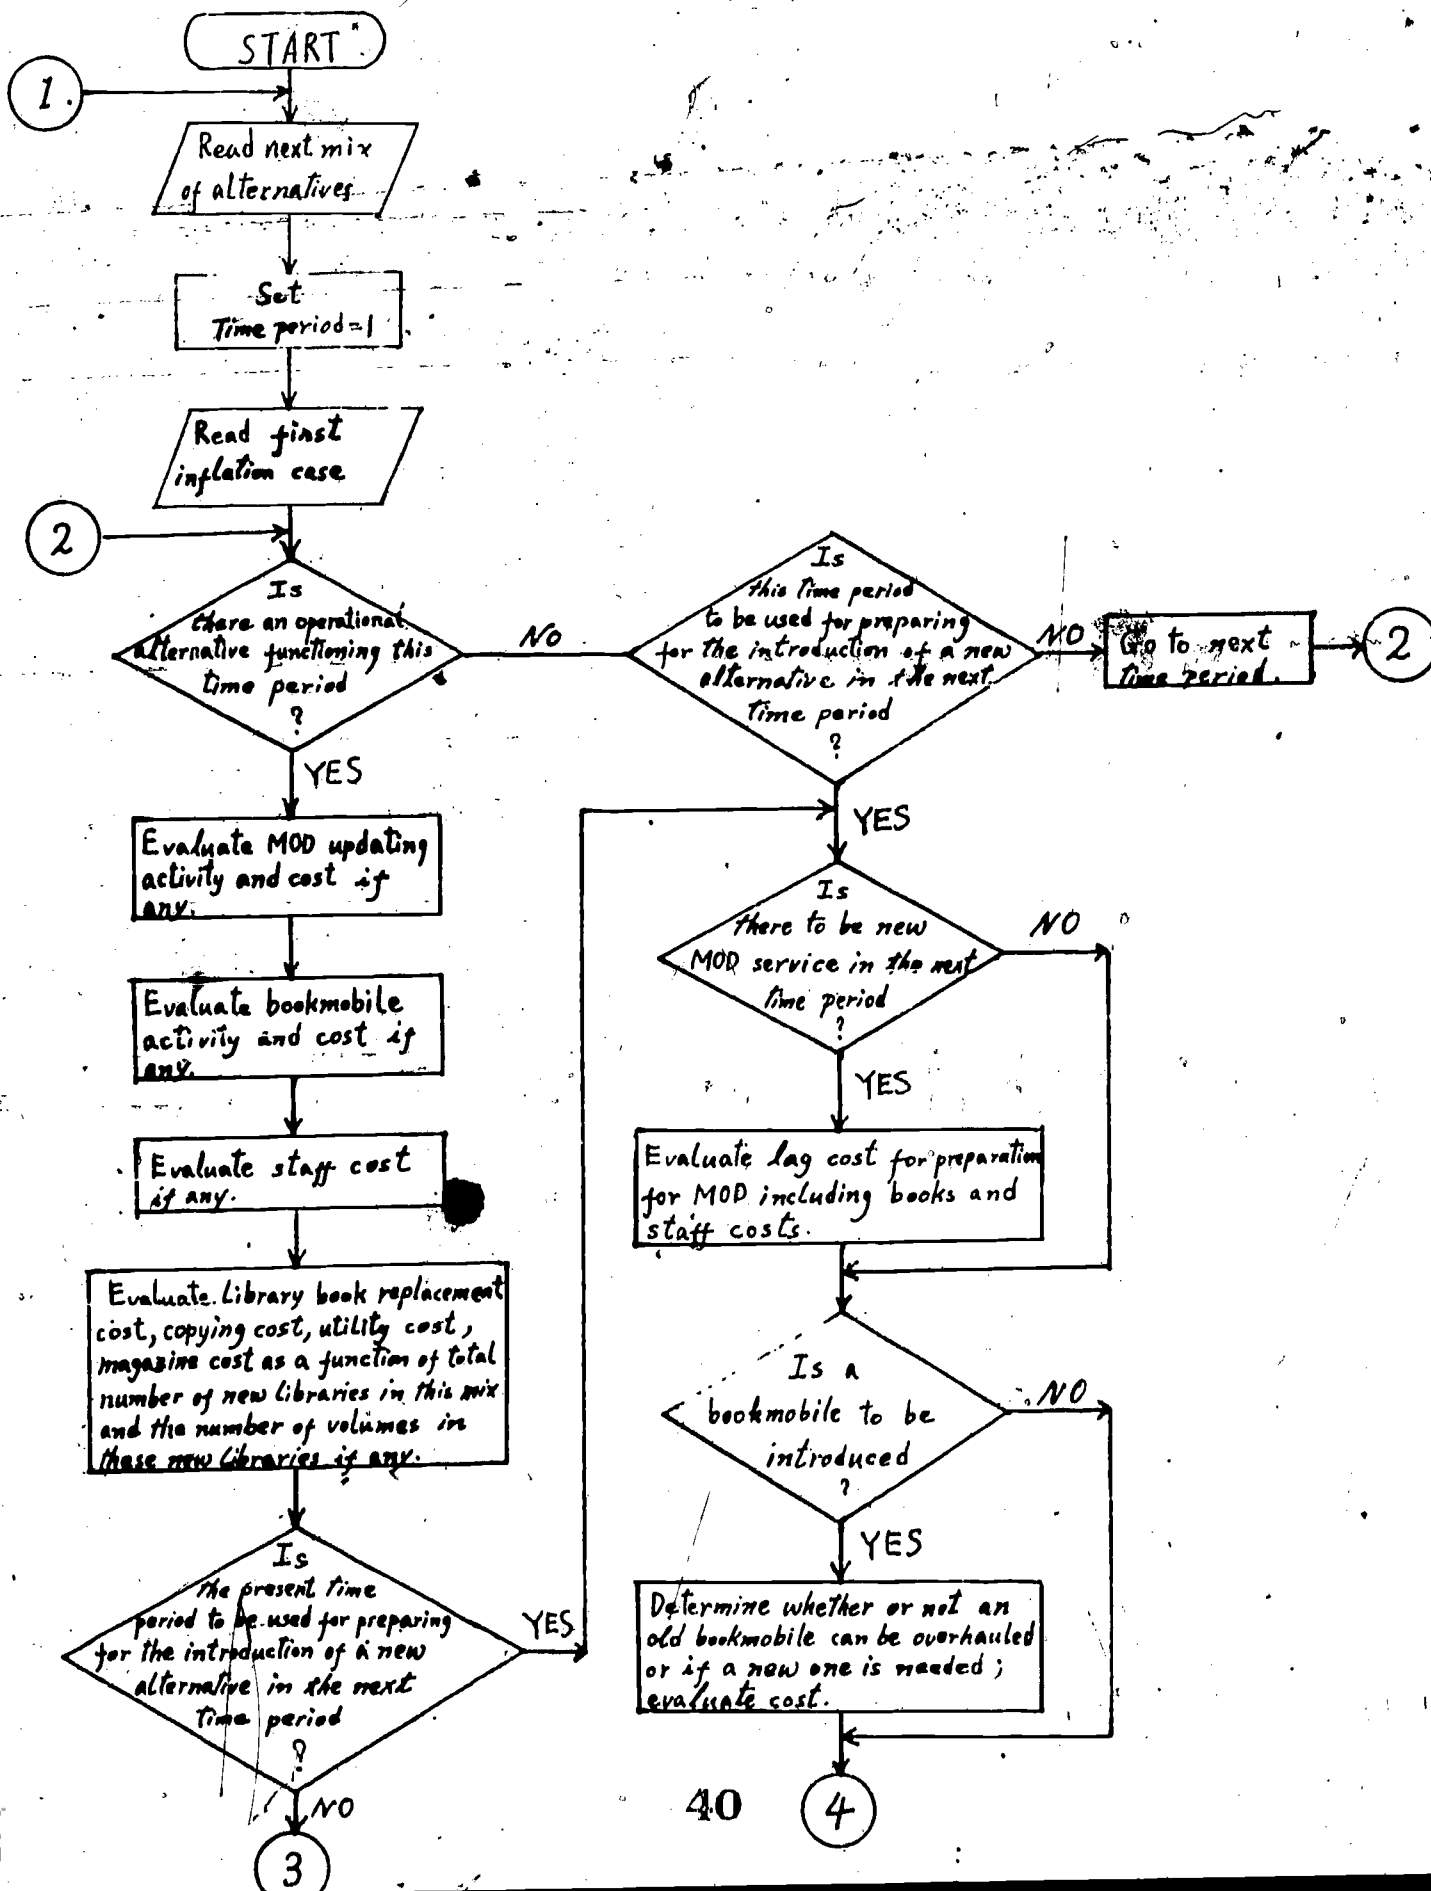 START
1.
Read next mix
of alternatives
Set
Time period=1
Read first
inflation case
2
Is
there an operational
alternative functioning this
time period
?
NO
YES
Is
this time period
to be used for preparing
for the introduction of a new
alternative in the next
time period
?
NO
Go to next
time period.
2
YES
Evaluate MOD updating
activity and cost if
any.
Evaluate bookmobile
activity and cost if
any.
Evaluate staff cost
if any.
Evaluate Library book replacement
cost, copying cost, utility cost,
magazine cost as a function of total
number of new libraries in this mix
and the number of volumes in
these new libraries if any.
Is
the present time
period to be used for preparing
for the introduction of a new
alternative in the next
time period
?
YES
NO
3
Is
there to be new
MOD service in the next
time period
?
NO
YES
Evaluate lag cost for preparation
for MOD including books and
staff costs.
Is a
bookmobile to be
introduced
?
NO
YES
Determine whether or not an
old bookmobile can be overhauled
or if a new one is needed;
evaluate cost.
4
40